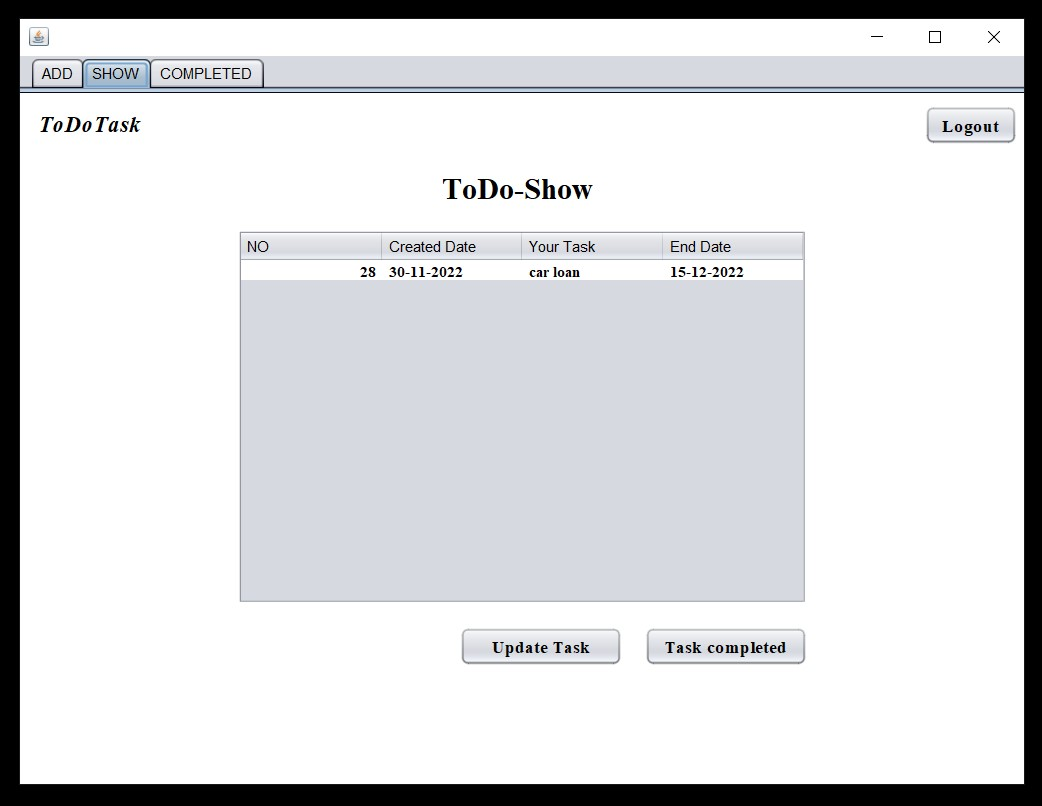 ADD SHOW COMPLETED
ToDoTask Logout
ToDo-Show
NO Created Date Your Task End Date
28 30-11-2022 car loan 15-12-2022
Update Task Task completed